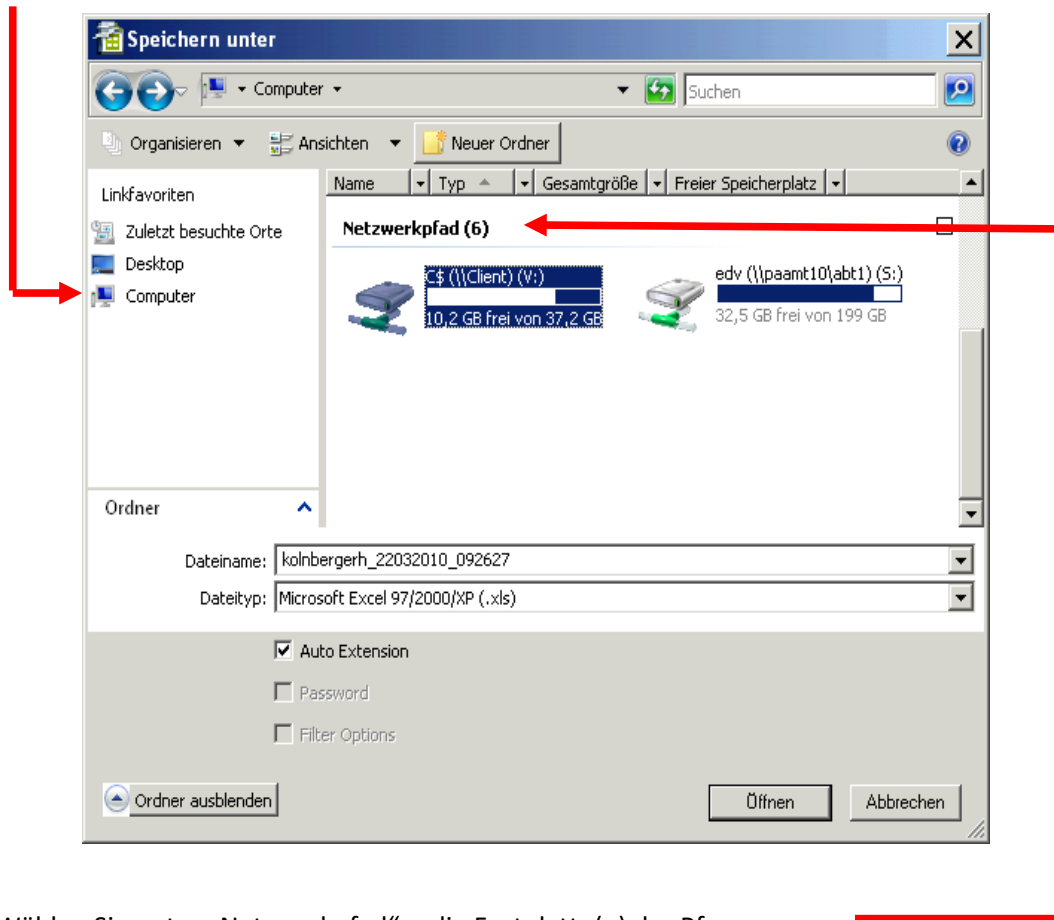 Speichern unter
Computer
Suchen
Organisieren Ansichten Neuer Ordner
Linkfavoriten
Zuletzt besuchte Orte
Desktop
Computer
Ordner
Name Typ Gesamtgröße Freier Speicherplatz
Netzwerkpfad (6)
C$ (\\Client) (V:)
10,2 GB frei von 37,2 GB
edv (\\paamt10\abt1) (S:)
32,5 GB frei von 199 GB
Dateiname: kolnbergerh_22032010_092627
Dateityp: Microsoft Excel 97/2000/XP (.xls)
Auto Extension
Password
Filter Options
Ordner ausblenden
Öffnen Abbrechen